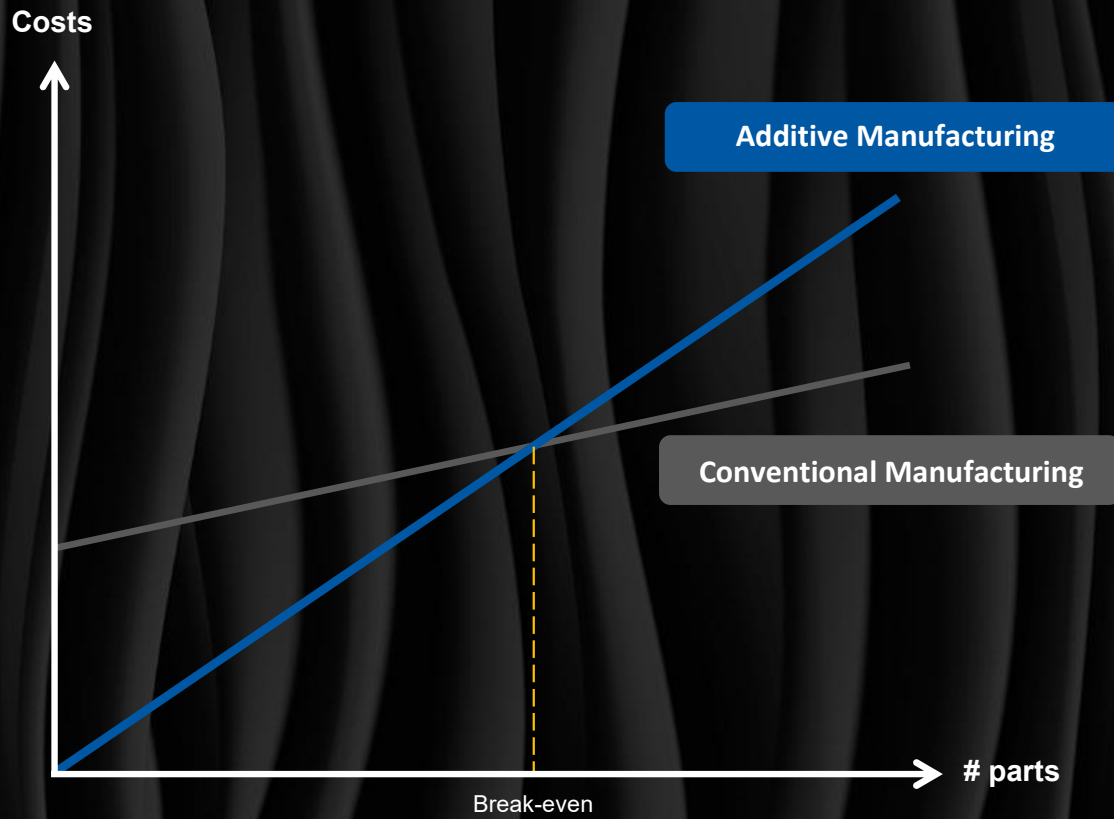 Costs
Additive Manufacturing
Conventional Manufacturing
# parts
Break-even